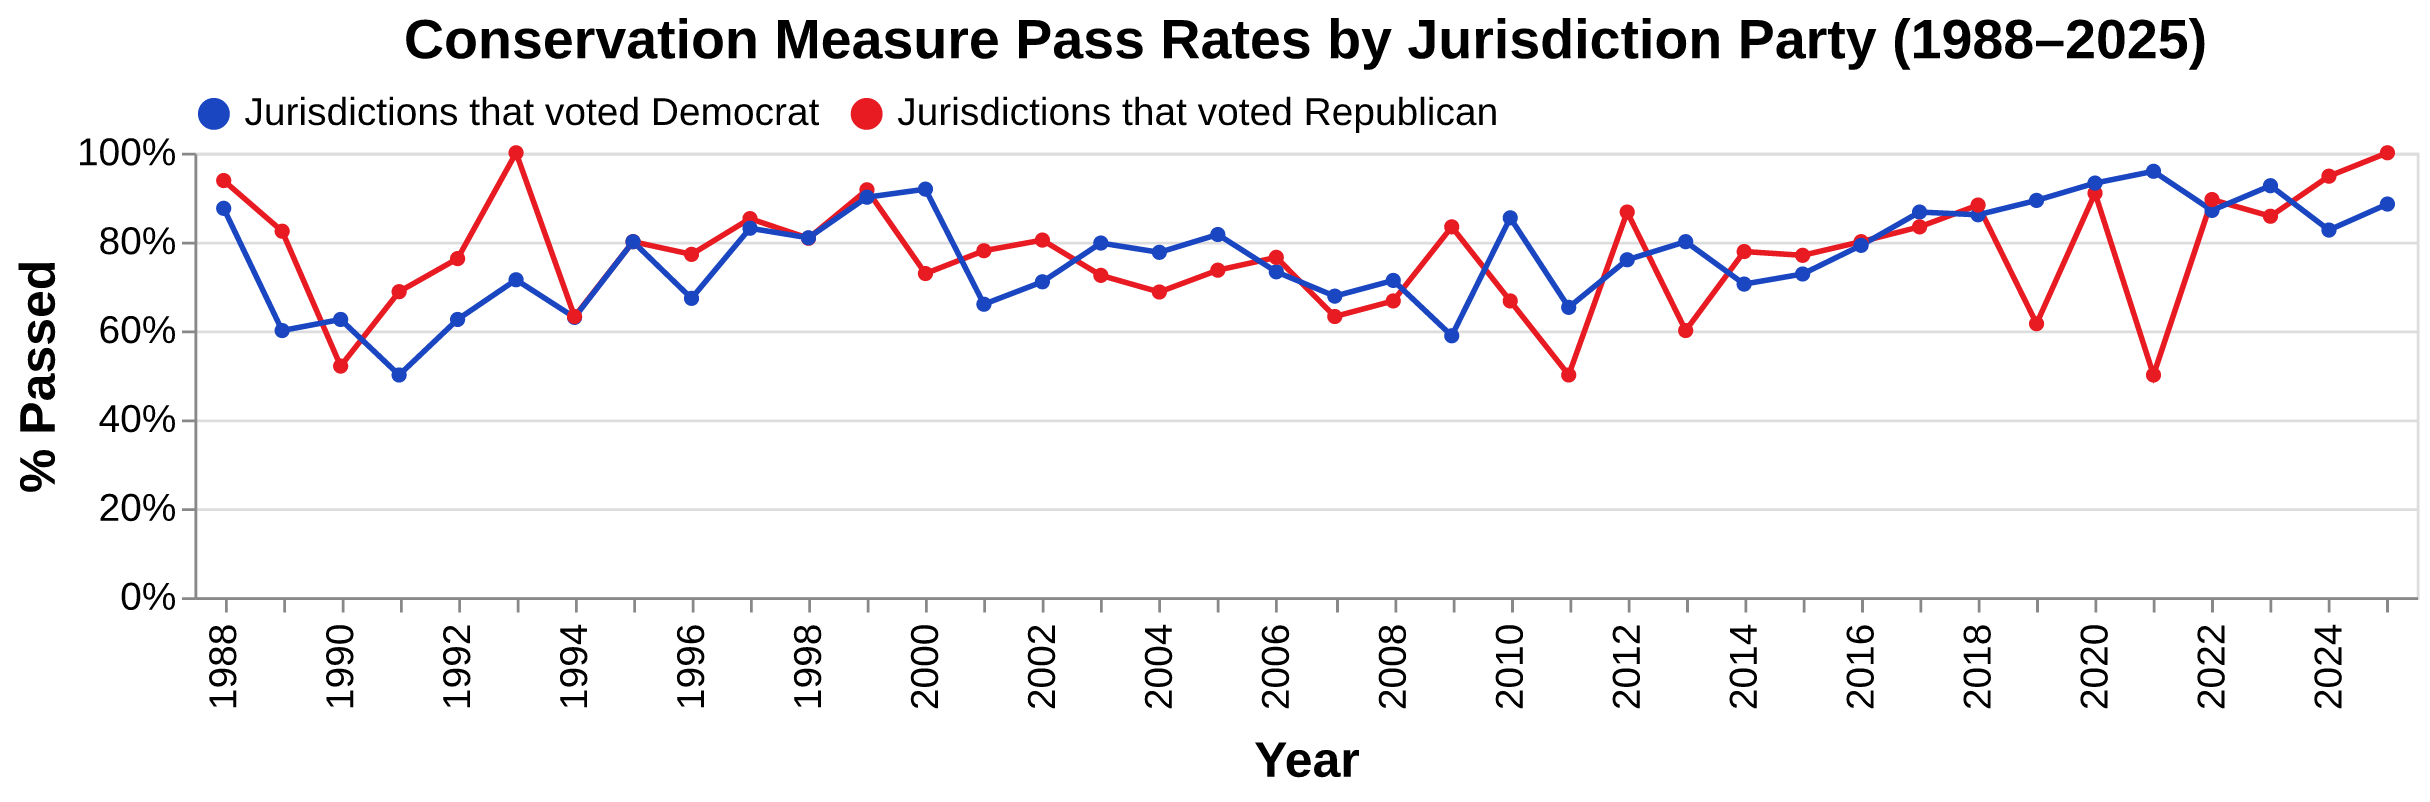 Conservation Measure Pass Rates by Jurisdiction Party (1988–2025)
Jurisdictions that voted Democrat Jurisdictions that voted Republican
100%
80%
60%
40%
20%
0%
% Passed
1988 1990 1992 1994 1996 1998 2000 2002 2004 2006 2008 2010 2012 2014 2016 2018 2020 2022 2024
Year